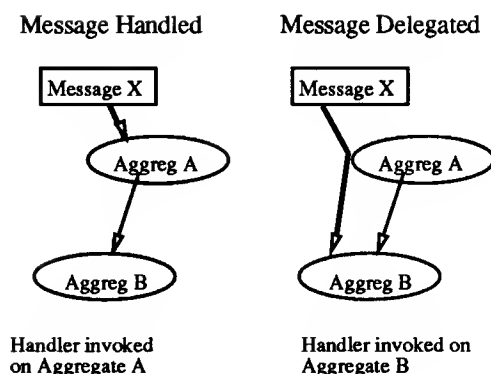 Message Handled
Message X
Aggreg A
Aggreg B
Handler invoked
on Aggregate A
Message Delegated
Message X
Aggreg A
Aggreg B
Handler invoked on
Aggregate B